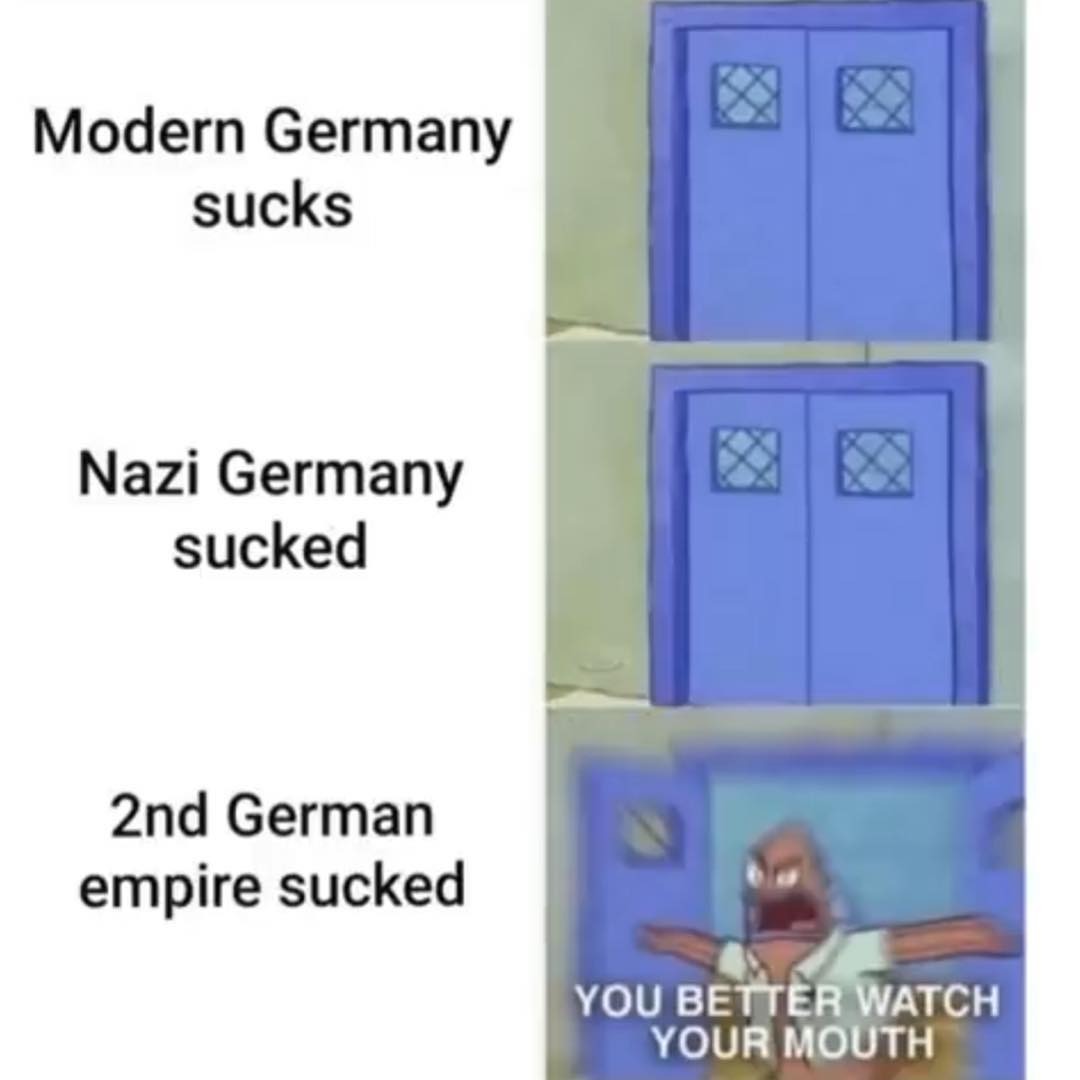 Modern Germany
sucks
Nazi Germany
sucked
2nd German
empire sucked
YOU BETTER WATCH
YOUR MOUTH